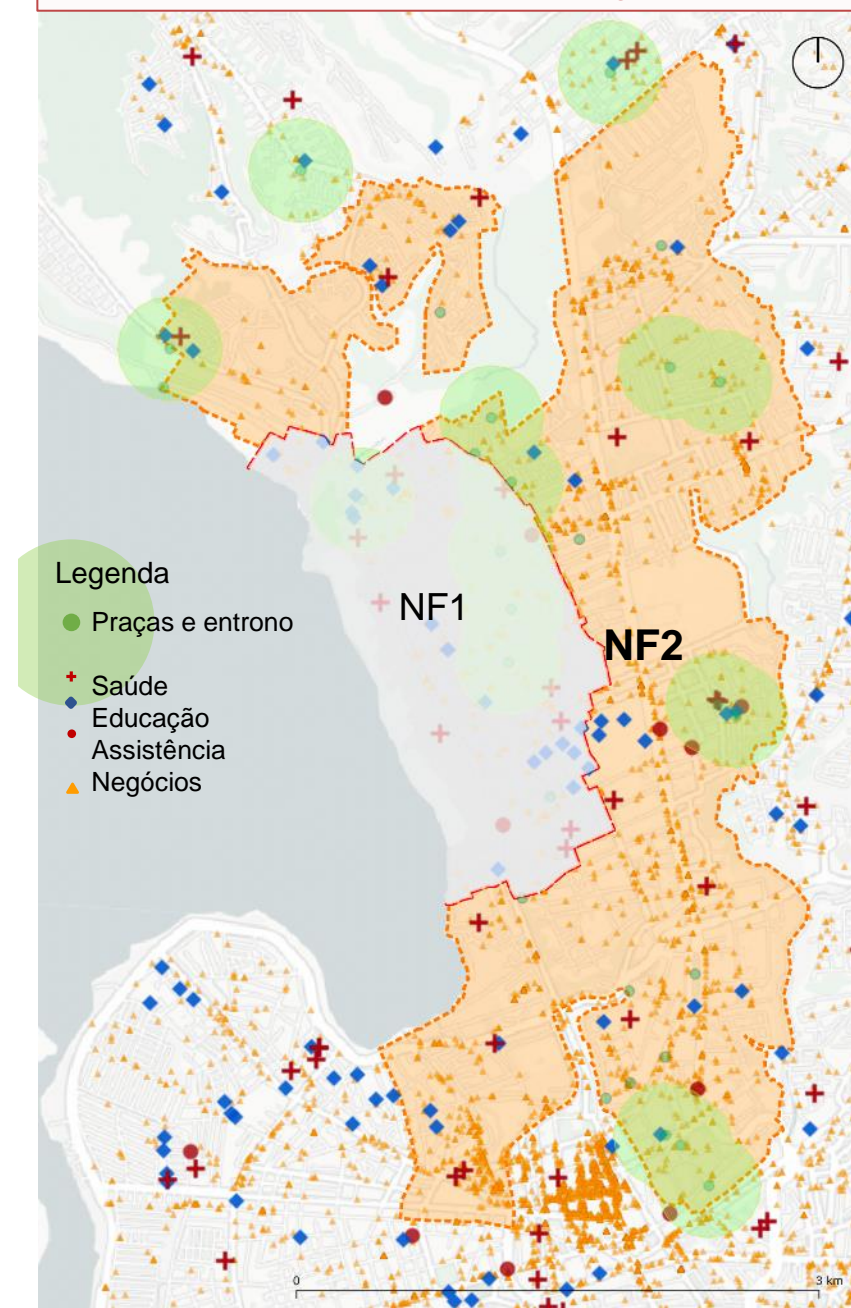 NF1
NF2
Legenda
Praças e entrono
Saúde
Educação
Assistência
Negócios
0
3 km